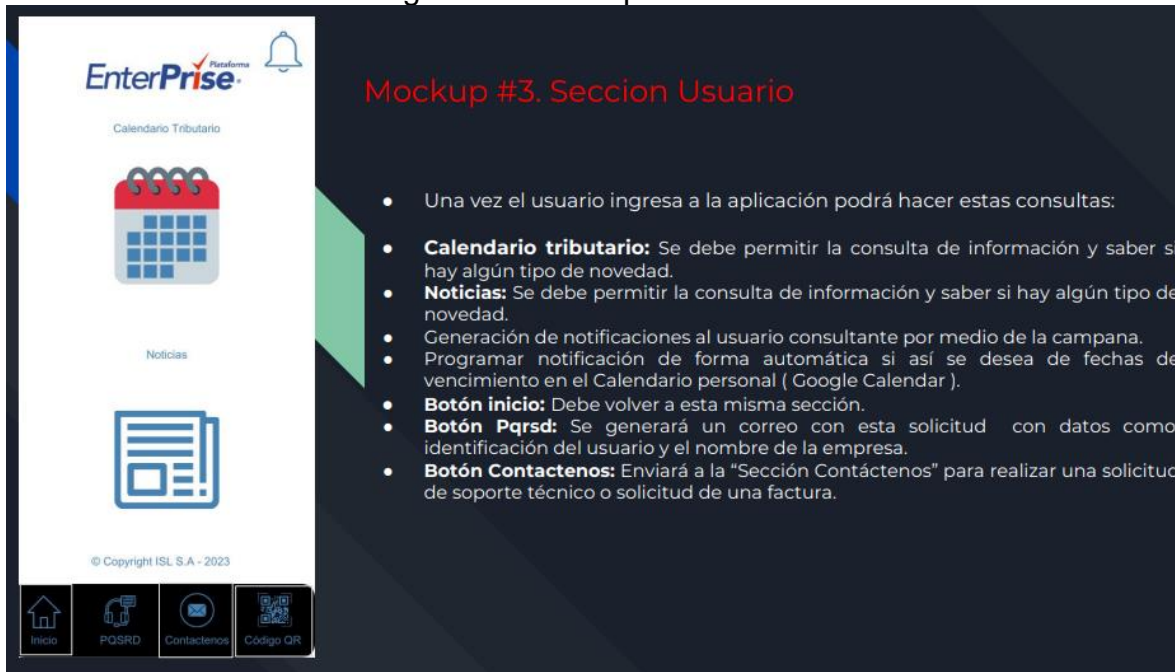 Plataforma
EnterPrise
Calendario Tributario
Noticias
© Copyright ISL S.A - 2023
Inicio
PQSRD
Contactenos
Código QR
Mockup #3. Seccion Usuario
● Una vez el usuario ingresa a la aplicación podrá hacer estas consultas:
● Calendario tributario: Se debe permitir la consulta de información y saber s
hay algún tipo de novedad.
● Noticias: Se debe permitir la consulta de información y saber si hay algún tipo de
novedad.
● Generación de notificaciones al usuario consultante por medio de la campana.
● Programar notificación de forma automática si así se desea de fechas de
vencimiento en el Calendario personal ( Google Calendar ).
● Botón inicio: Debe volver a esta misma sección.
● Botón Pqrsd: Se generará un correo con esta solicitud con datos como
identificación del usuario y el nombre de la empresa.
● Botón Contactenos: Enviará a la “Sección Contáctenos” para realizar una solicitud
de soporte técnico o solicitud de una factura.